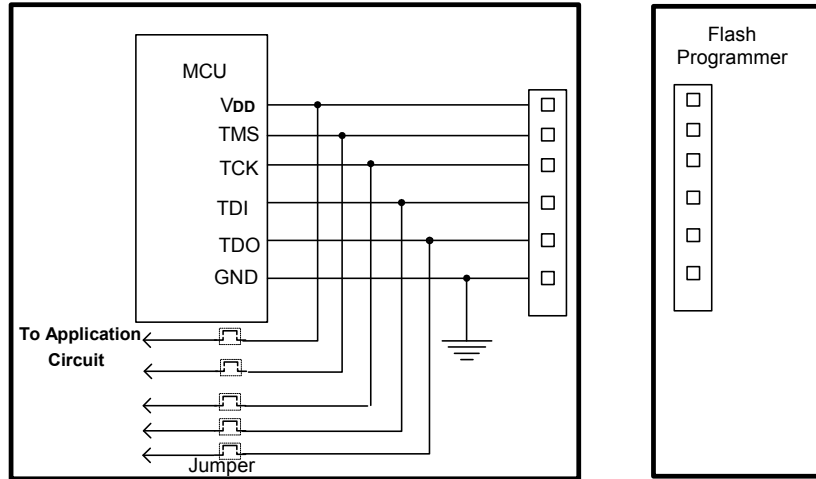 MCU
VDD
TMS
TCK
TDI
TDO
GND
To Application
Circuit
Jumper
Flash
Programmer